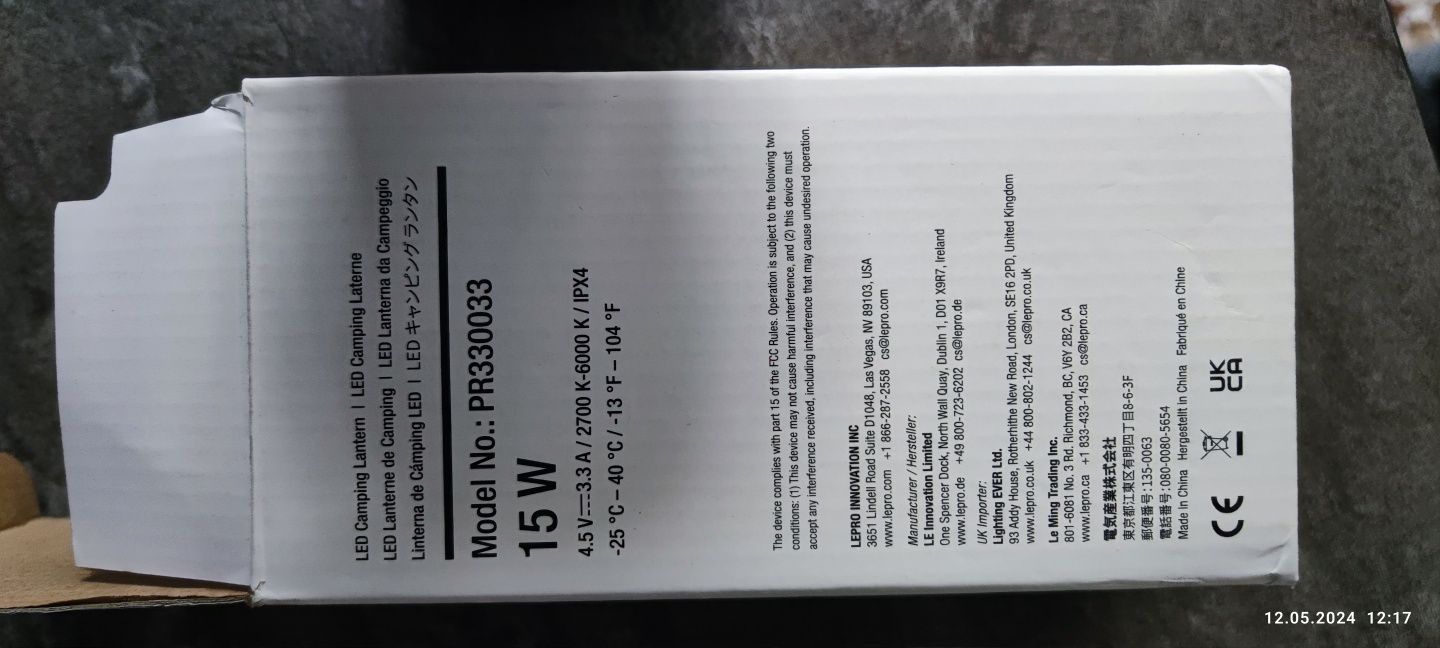 LED Camping Lantern | LED Camping Laterne
LED Lanterne de Camping | LED Lanterna da Campeggio
Linterna de Cámping LED | LED キャンピングランタン
Model No.: PR330033
15 W
4.5 V⎓3.3 A / 2700 K-6000 K / IPX4
-25 °C – 40 °C / -13 °F – 104 °F
The device complies with part 15 of the FCC Rules. Operation is subject to the following two
conditions: (1) This device may not cause harmful interference, and (2) this device must
accept any interference received, including interference that may cause undesired operation.
LEPRO INNOVATION INC
3651 Lindell Road Suite D1048, Las Vegas, NV 89103, USA
www.lepro.com +1 866-287-2558 cs@lepro.com
Manufacturer / Hersteller:
LE Innovation Limited
One Spencer Dock, North Wall Quay, Dublin 1, D01 X9R7, Ireland
www.lepro.de +49 800-723-6202 cs@lepro.de
UK Importer:
Lighting EVER Ltd.
93 Addy House, Rotherhithe New Road, London, SE16 2PD, United Kingdom
www.lepro.co.uk +44 800-802-1244 cs@lepro.co.uk
Le Ming Trading Inc.
801-6081 No. 3 Rd. Richmond, BC, V6Y 2B2, CA
www.lepro.ca +1 833-433-1453 cs@lepro.ca
電気産業株式会社
東京都江東区有明四丁目8-6-3F
郵便番号:135-0063
電話番号:080-0080-5654
Made in China Hergestellt in China Fabriqué en Chine
CE UK CA
12.05.2024 12:17